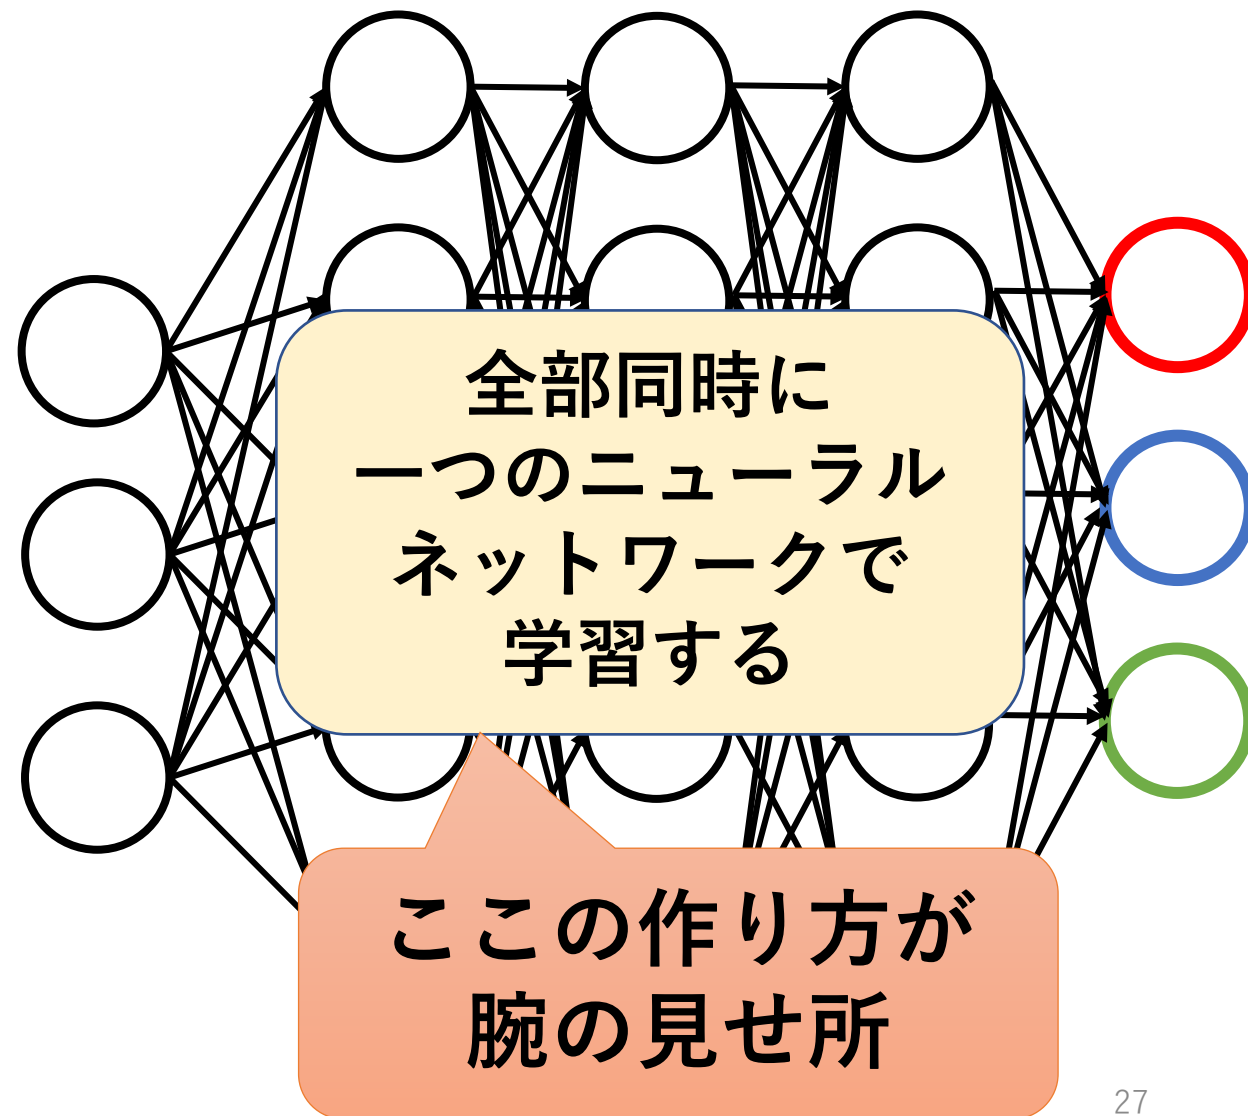 全部同時に
一つのニューラル
ネットワークで
学習する
ここの作り方が
腕の見せ所
27